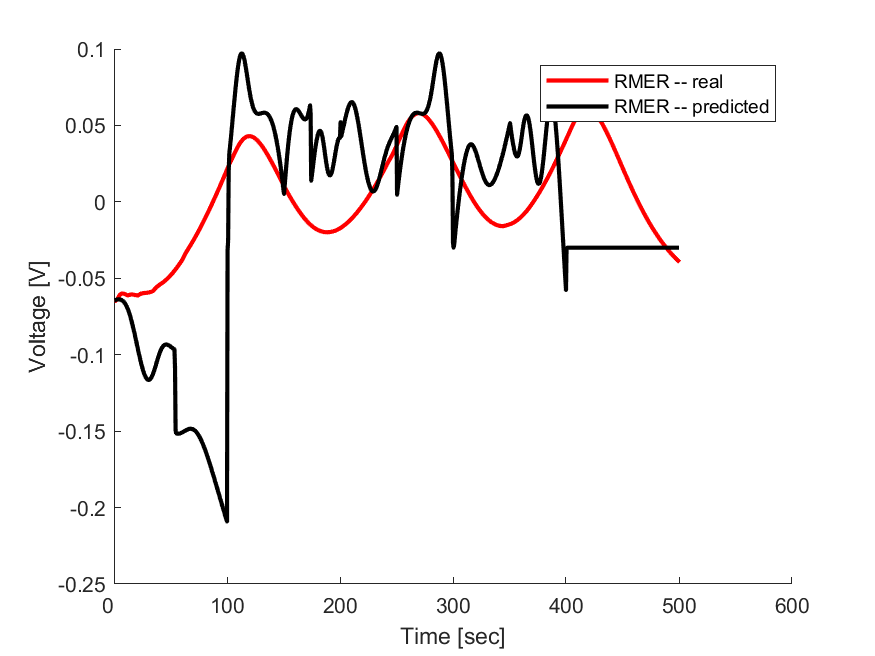 0.1
0.05
0
-0.05
-0.1
-0.15
-0.2
-0.25
Voltage [V]
RMER -- real
RMER -- predicted
0 100 200 300 400 500 600
Time [sec]